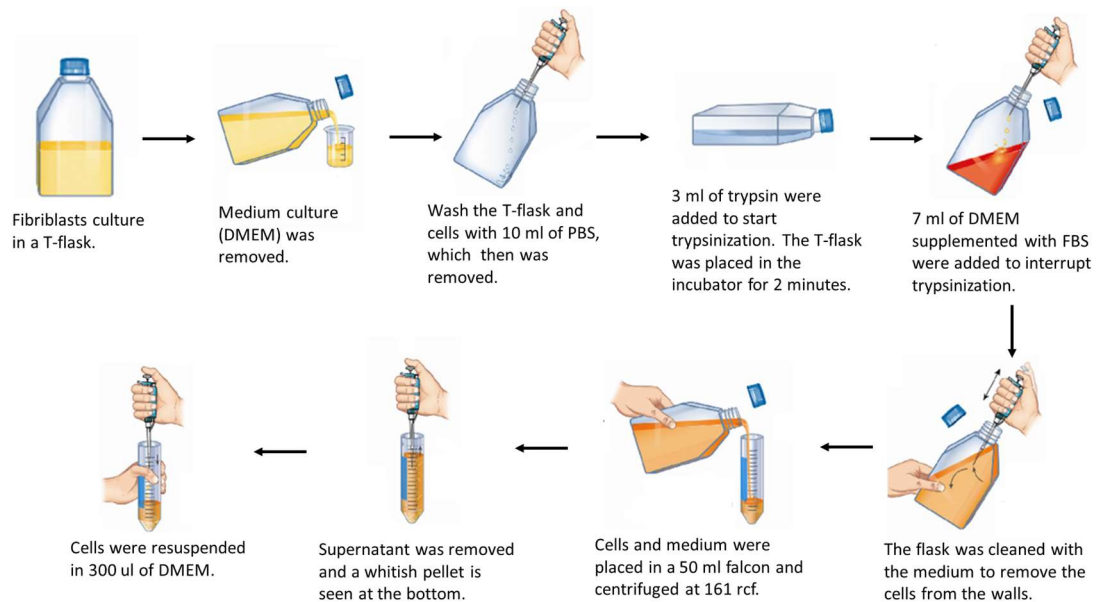 Fibriblasts culture
in a T-flask.
Medium culture
(DMEM) was
removed.
Wash the T-flask and
cells with 10 ml of PBS,
which then was
removed.
3 ml of trypsin were
added to start
trypsinization. The T-flask
was placed in the
incubator for 2 minutes.
7 ml of DMEM
supplemented with FBS
were added to interrupt
trypsinization.
The flask was cleaned with
the medium to remove the
cells from the walls.
Cells and medium were
placed in a 50 ml falcon and
centrifuged at 161 rcf.
Supernatant was removed
and a whitish pellet is
seen at the bottom.
Cells were resuspended
in 300 ul of DMEM.